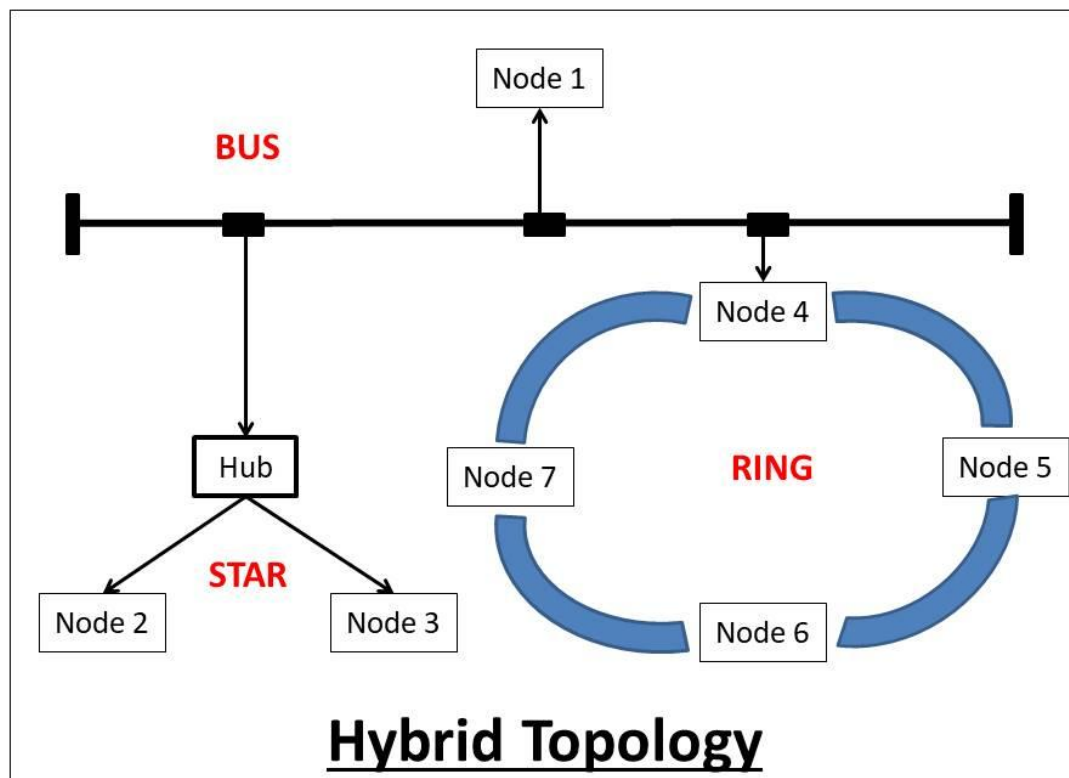 Node 1
BUS
Node 4
Hub
Node 7
RING
Node 5
STAR
Node 2
Node 3
Node 6
Hybrid Topology